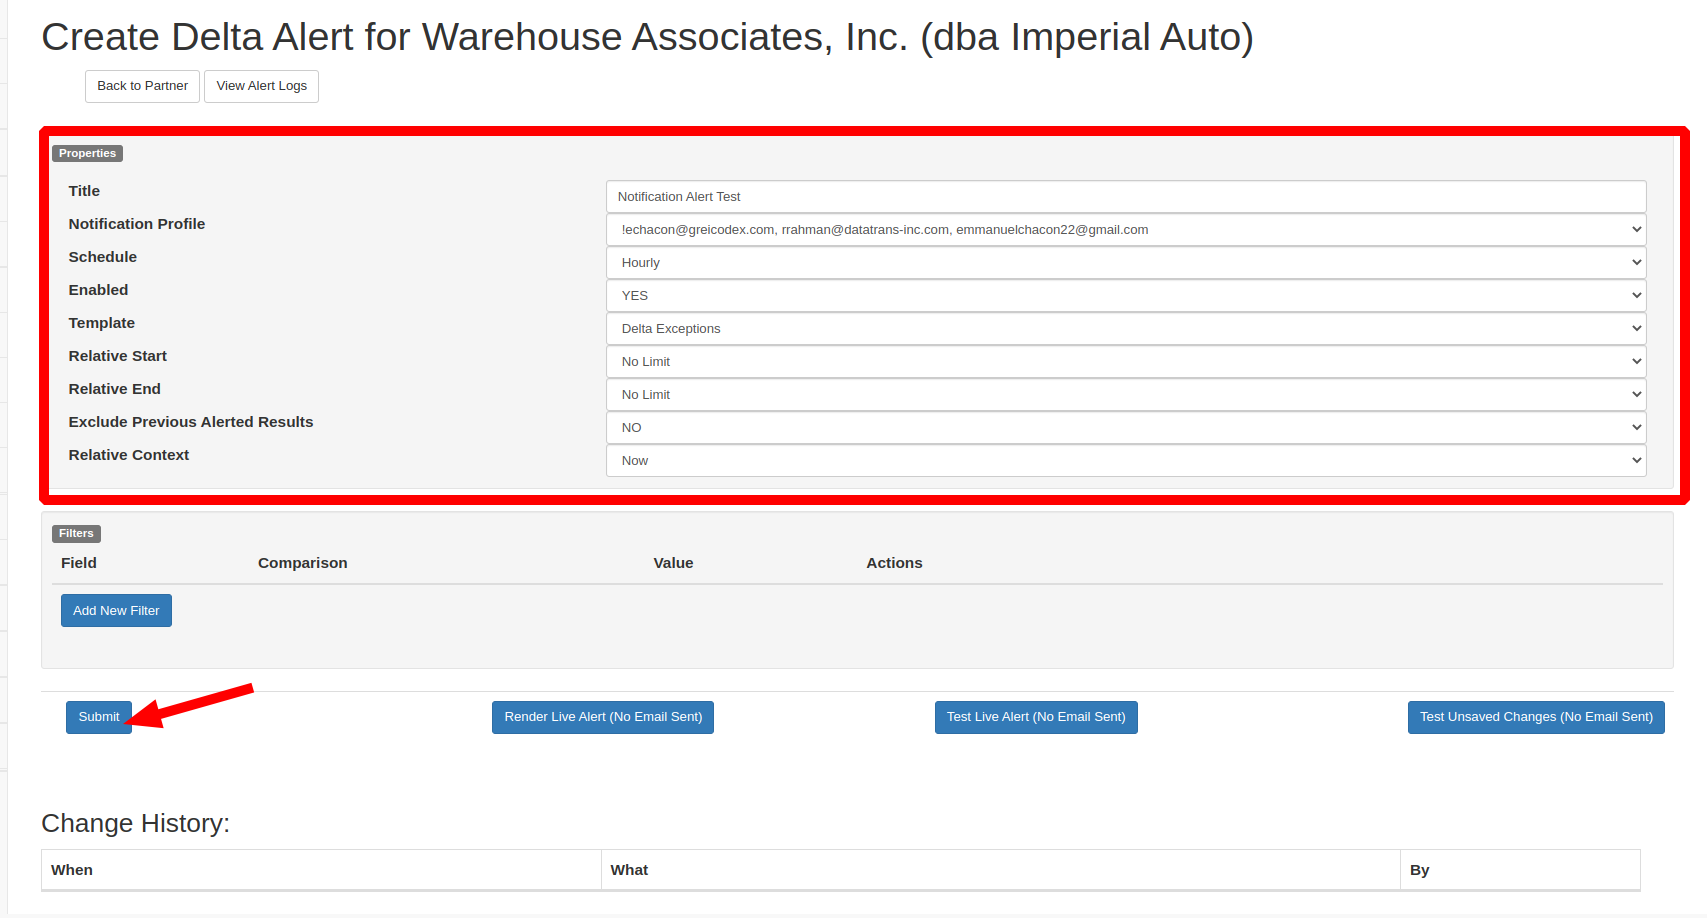 Create Delta Alert for Warehouse Associates, Inc. (dba Imperial Auto)
Back to Partner View Alert Logs
Properties
Title Notification Alert Test
Notification Profile !echacon@greicodex.com, rrahman@datatrans-inc.com, emmanuelchacon22@gmail.com
Schedule Hourly
Enabled YES
Template Delta Exceptions
Relative Start No Limit
Relative End No Limit
Exclude Previous Alerted Results NO
Relative Context Now
Filters
Field Comparison Value Actions
Add New Filter
Submit Render Live Alert (No Email Sent) Test Live Alert (No Email Sent) Test Unsaved Changes (No Email Sent)
Change History:
When What By